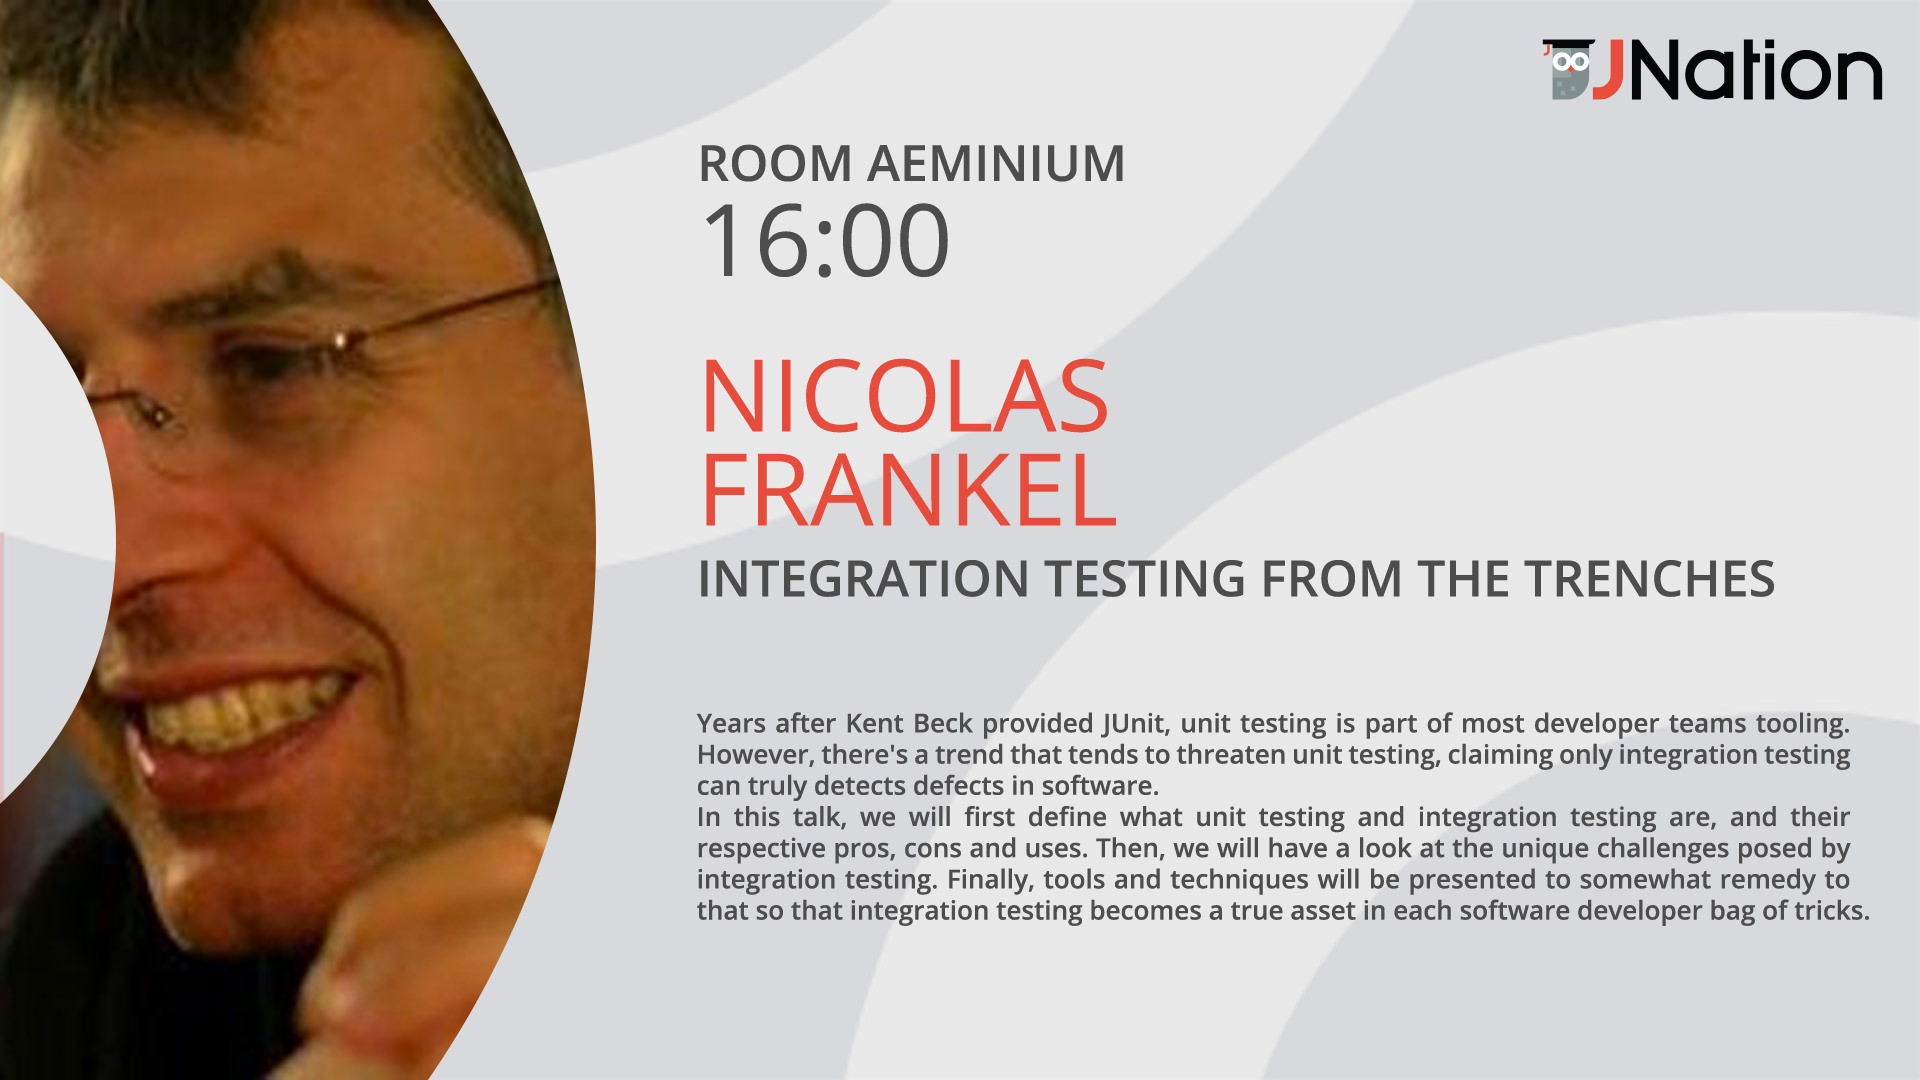 JNation
ROOM AEMINIUM
16:00
NICOLAS
FRANKEL
INTEGRATION TESTING FROM THE TRENCHES
Years after Kent Beck provided JUnit, unit testing is part of most developer teams tooling.
However, there's a trend that tends to threaten unit testing, claiming only integration testing
can truly detects defects in software.
In this talk, we will first define what unit testing and integration testing are, and their
respective pros, cons and uses. Then, we will have a look at the unique challenges posed by
integration testing. Finally, tools and techniques will be presented to somewhat remedy to
that so that integration testing becomes a true asset in each software developer bag of tricks.